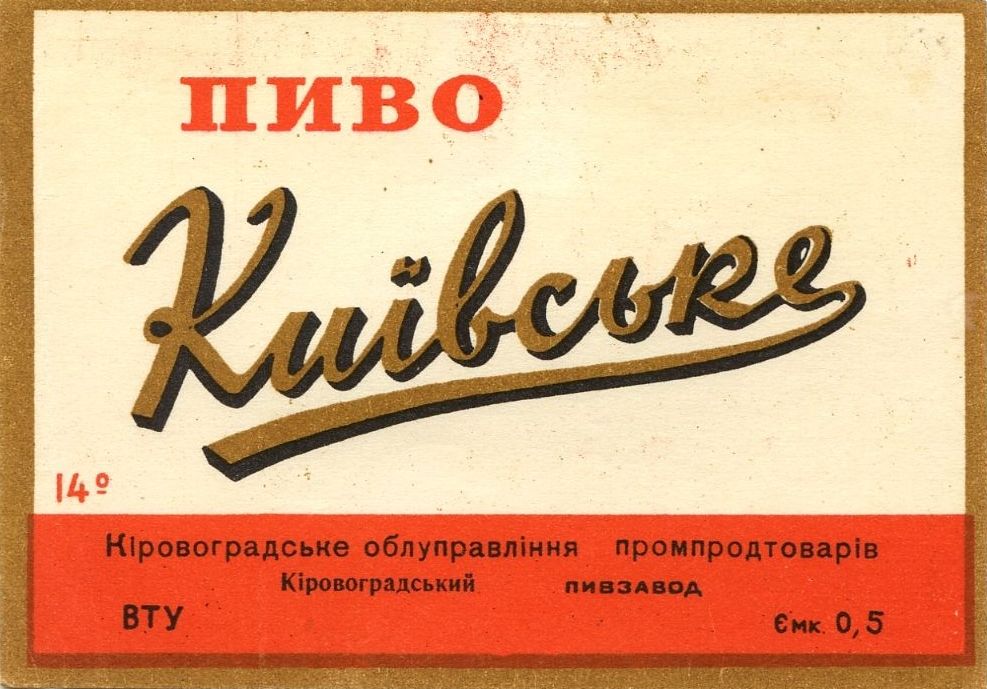 ПИВО
Київське
14º
Кіровоградське облуправління промпродтоварів
Кіровоградський ПИВЗАВОД
ВТУ Ємк. 0,5